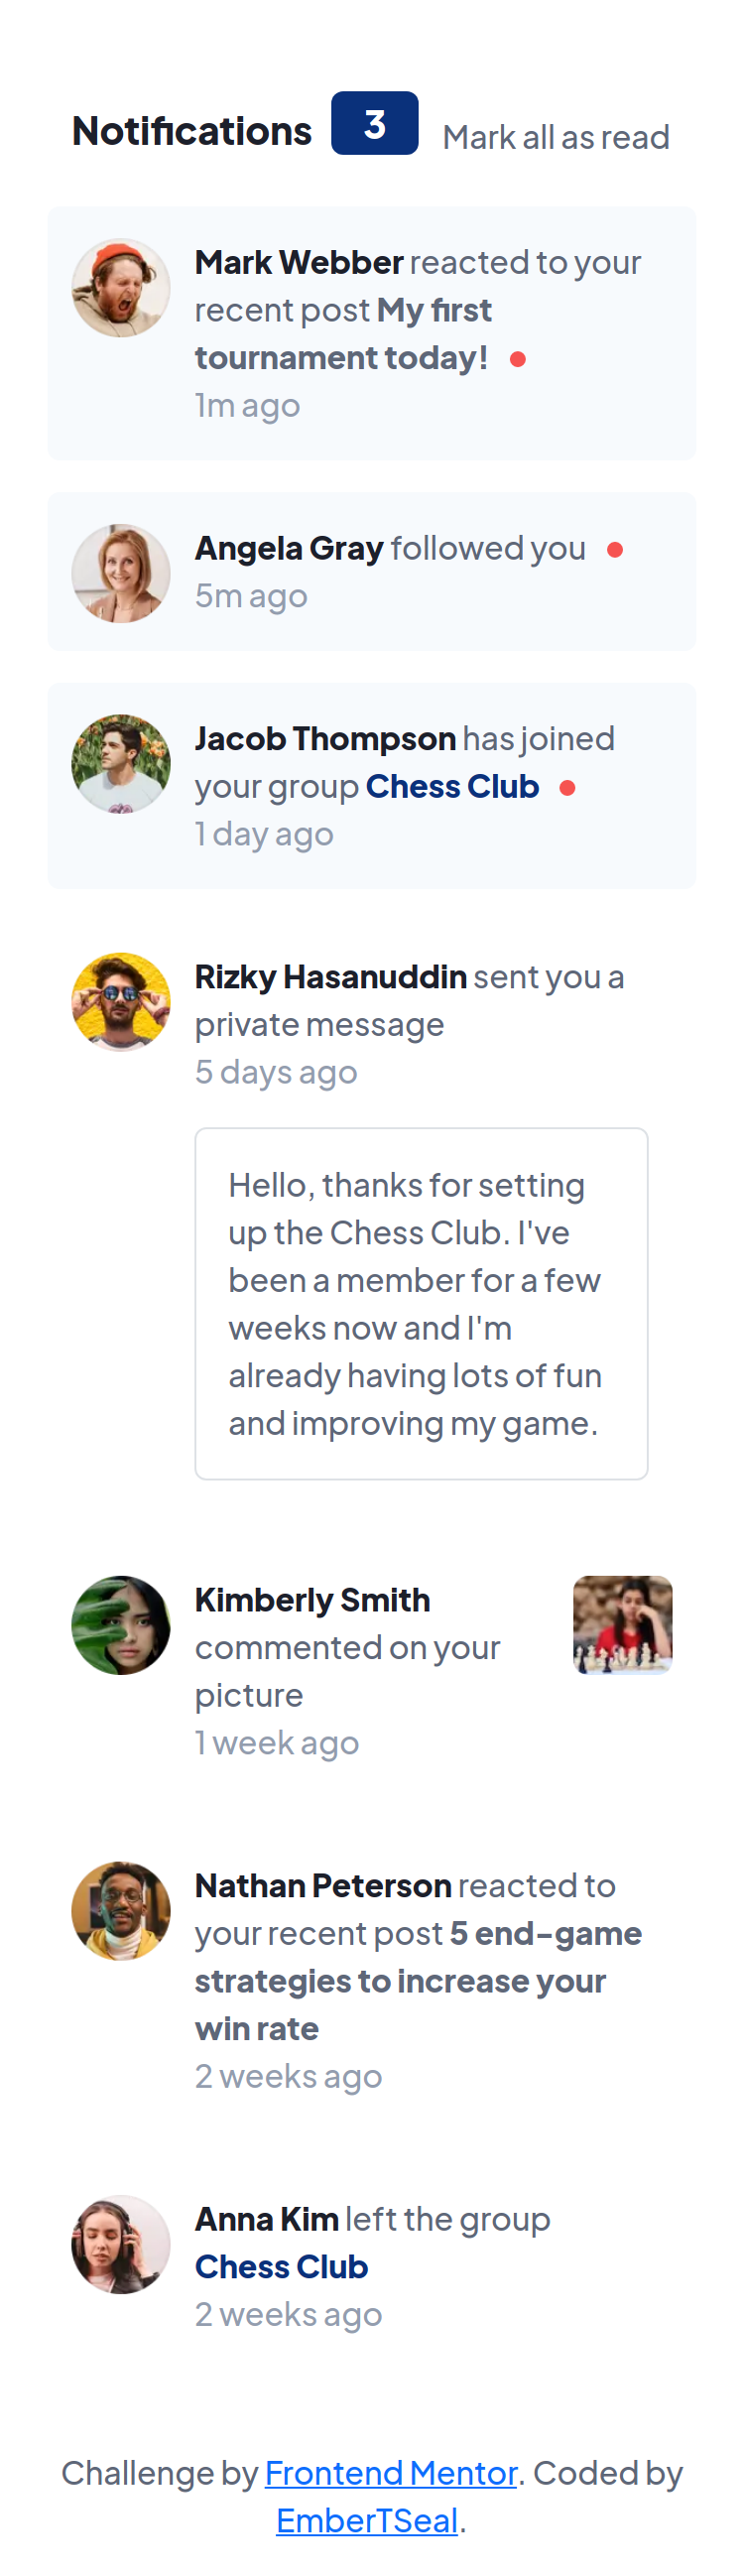 Notifications 3 Mark all as read
Mark Webber reacted to your
recent post My first
tournament today!
1m ago
Angela Gray followed you
5m ago
Jacob Thompson has joined
your group Chess Club
1 day ago
Rizky Hasanuddin sent you a
private message
5 days ago
Hello, thanks for setting
up the Chess Club. I've
been a member for a few
weeks now and I'm
already having lots of fun
and improving my game.
Kimberly Smith
commented on your
picture
1 week ago
Nathan Peterson reacted to
your recent post 5 end-game
strategies to increase your
win rate
2 weeks ago
Anna Kim left the group
Chess Club
2 weeks ago
Challenge by Frontend Mentor. Coded by
EmberTSeal.